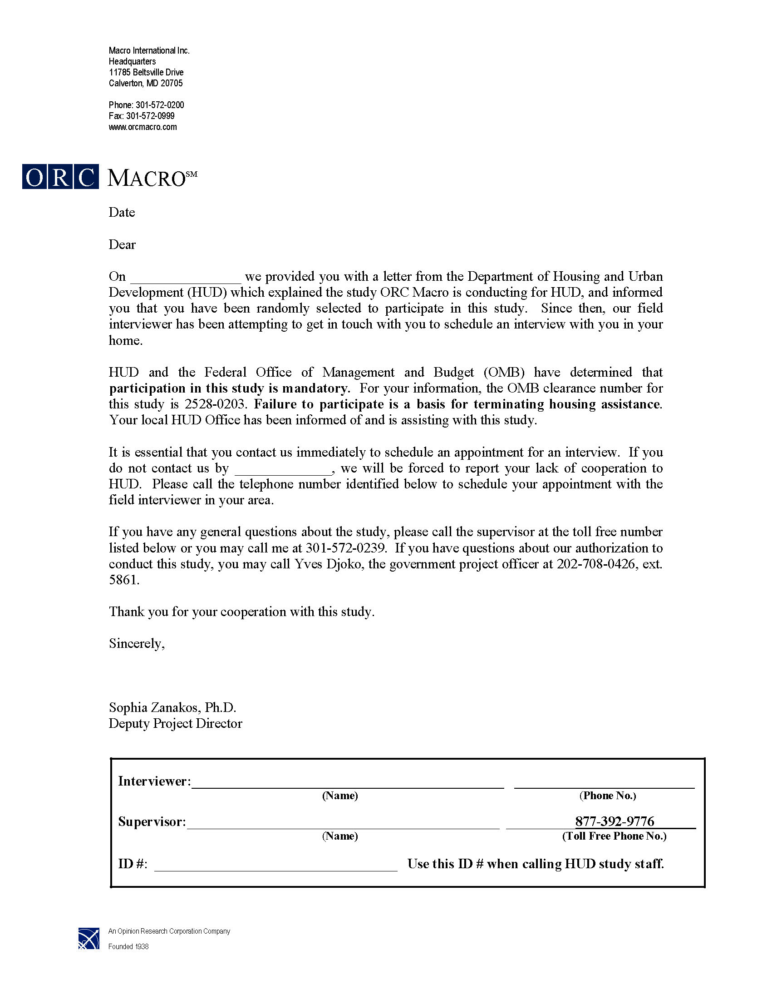 Macro International Inc.
Headquarters
11785 Beltsville Drive
Calverton, MD 20705
Phone: 301-572-0200
Fax: 301-572-0999
www.orcmacro.com
ORC MACRO℠
Date
Dear
On ________________ we provided you with a letter from the Department of Housing and Urban
Development (HUD) which explained the study ORC Macro is conducting for HUD, and informed
you that you have been randomly selected to participate in this study. Since then, our field
interviewer has been attempting to get in touch with you to schedule an interview with you in your
home.
HUD and the Federal Office of Management and Budget (OMB) have determined that
participation in this study is mandatory. For your information, the OMB clearance number for
this study is 2528-0203. Failure to participate is a basis for terminating housing assistance.
Your local HUD Office has been informed of and is assisting with this study.
It is essential that you contact us immediately to schedule an appointment for an interview. If you
do not contact us by ______________, we will be forced to report your lack of cooperation to
HUD. Please call the telephone number identified below to schedule your appointment with the
field interviewer in your area.
If you have any general questions about the study, please call the supervisor at the toll free number
listed below or you may call me at 301-572-0239. If you have questions about our authorization to
conduct this study, you may call Yves Djoko, the government project officer at 202-708-0426, ext.
5861.
Thank you for your cooperation with this study.
Sincerely,
Sophia Zanakos, Ph.D.
Deputy Project Director
Interviewer:_____________________________________________ __________________________
(Name) (Phone No.)
Supervisor:_____________________________________________ __________877-392-9776______
(Name) (Toll Free Phone No.)
ID #: ___________________________________ Use this ID # when calling HUD study staff.
An Opinion Research Corporation Company
Founded 1938